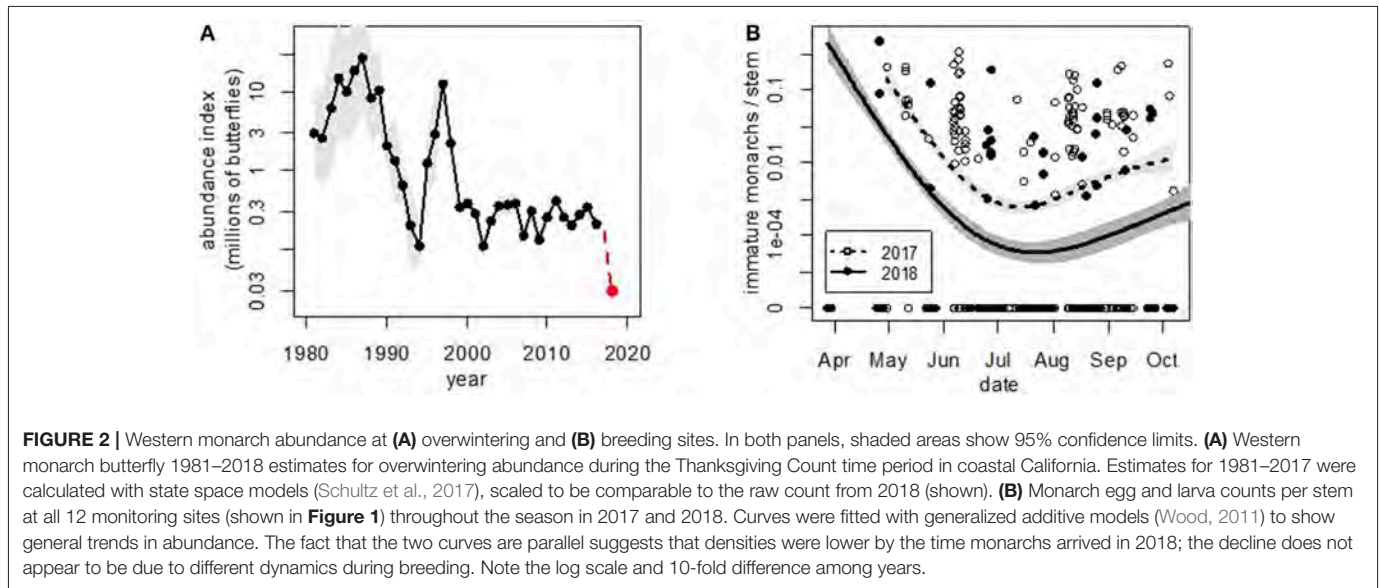 A
abundance index
(millions of butterflies)
10
3
1
0.3
0.03
1980 1990 2000 2010 2020
year
B
immature monarchs / stem
0.1
0.01
1e-04
0
2017
2018
Apr May Jun Jul Aug Sep Oct
date
FIGURE 2 | Western monarch abundance at (A) overwintering and (B) breeding sites. In both panels, shaded areas show 95% confidence limits. (A) Western
monarch butterfly 1981–2018 estimates for overwintering abundance during the Thanksgiving Count time period in coastal California. Estimates for 1981–2017 were
calculated with state space models (Schultz et al., 2017), scaled to be comparable to the raw count from 2018 (shown). (B) Monarch egg and larva counts per stem
at all 12 monitoring sites (shown in Figure 1) throughout the season in 2017 and 2018. Curves were fitted with generalized additive models (Wood, 2011) to show
general trends in abundance. The fact that the two curves are parallel suggests that densities were lower by the time monarchs arrived in 2018; the decline does not
appear to be due to different dynamics during breeding. Note the log scale and 10-fold difference among years.